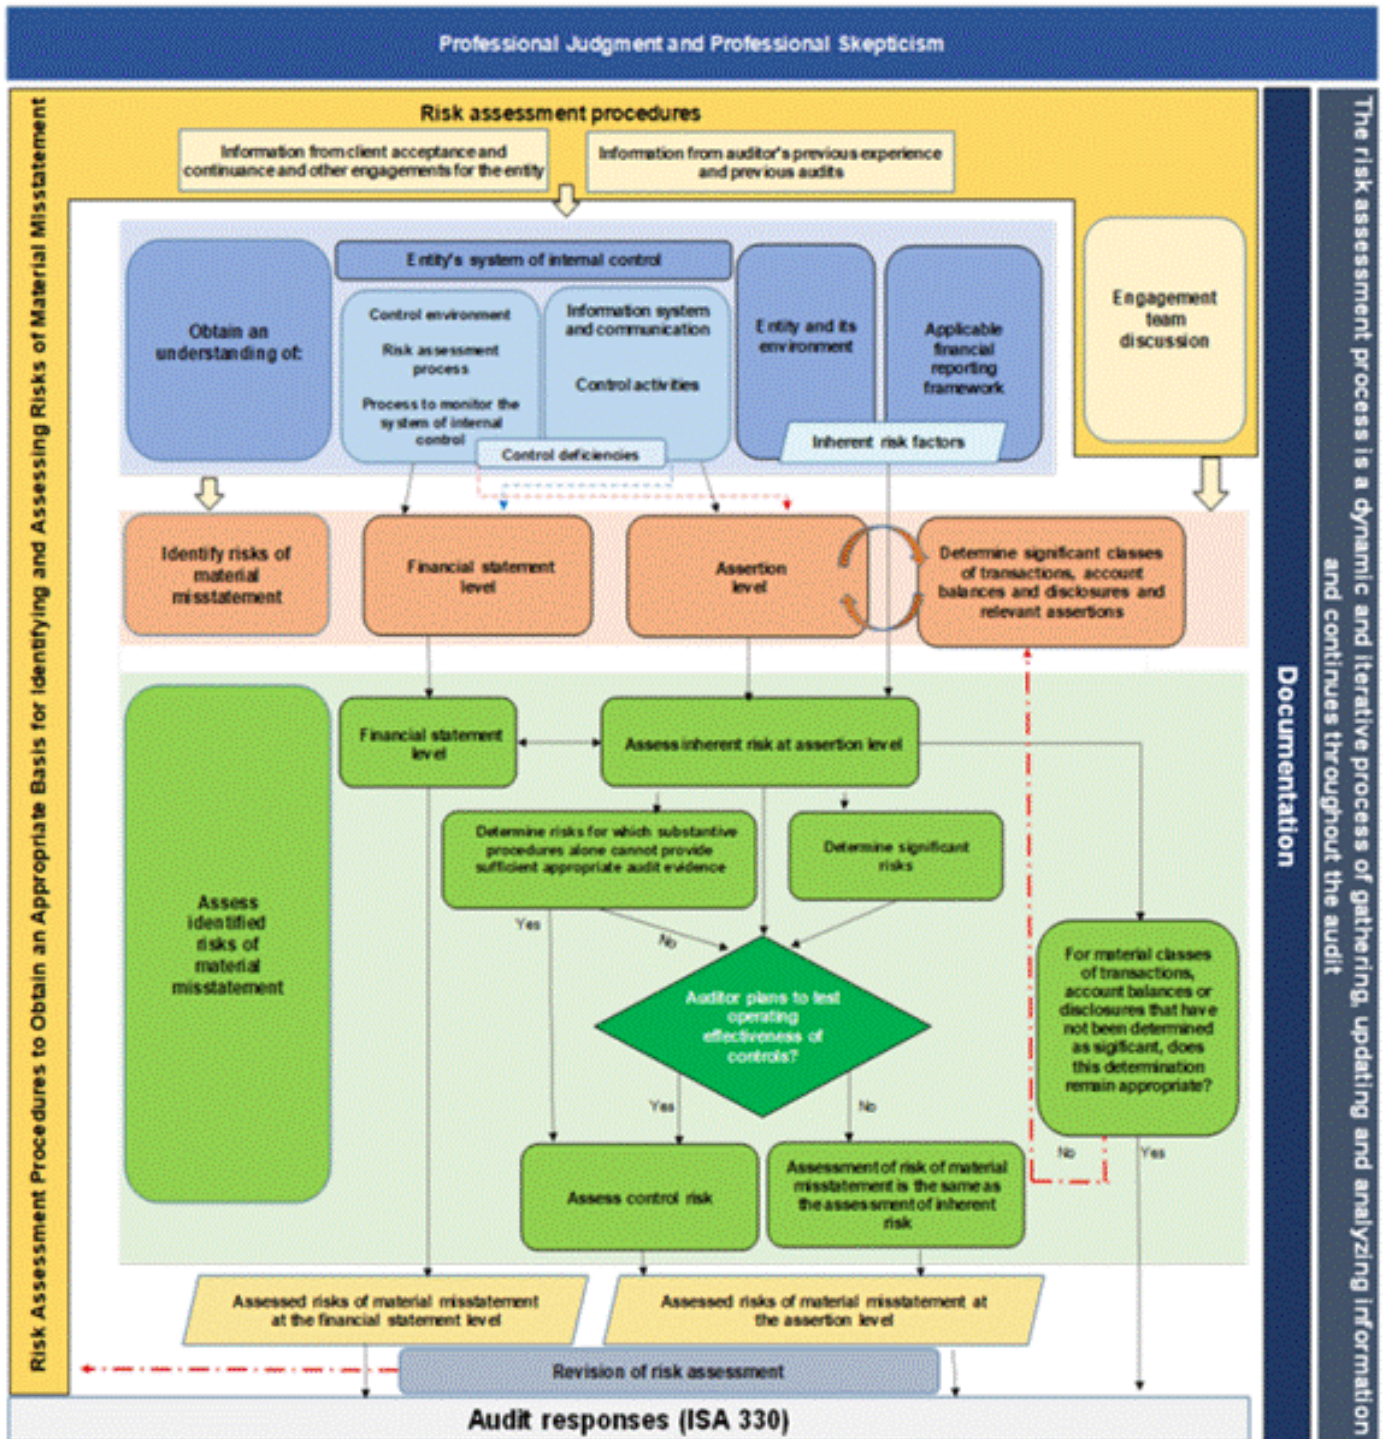 Professional Judgment and Professional Skepticism
Risk Assessment Procedures to Obtain an Appropriate Basis for Identifying and Assessing Risks of Material Misstatement
Risk assessment procedures
Information from client acceptance and
continuance and other engagements for the entity
Information from auditor's previous experience
and previous audits
Obtain an
understanding of:
Entity's system of internal control
Control environment
Risk assessment
process
Process to monitor the
system of internal
control
Information system
and communication
Control activities
Control deficiencies
Entity and its
environment
Applicable
financial
reporting
framework
Inherent risk factors
Engagement
team
discussion
Identify risks of
material
misstatement
Financial statement
level
Assertion
level
Determine significant classes
of transactions, account
balances and disclosures and
relevant assertions
Assess
identified
risks of
material
misstatement
Financial statement
level
Assess inherent risk at assertion level
Determine risks for which substantive
procedures alone cannot provide
sufficient appropriate audit evidence
Determine significant
risks
Yes
No
Auditor plans to test
operating
effectiveness of
controls?
For material classes
of transactions,
account balances or
disclosures that have
not been determined
as sigificant, does
this determination
remain appropriate?
Yes
No
No
Yes
Assess control risk
Assessment of risk of material
misstatement is the same as
the assessment of inherent
risk
Assessed risks of material misstatement
at the financial statement level
Assessed risks of material misstatement at
the assertion level
Revision of risk assessment
Audit responses (ISA 330)
Documentation
The risk assessment process is a dynamic and iterative process of gathering, updating and analyzing information
and continues throughout the audit